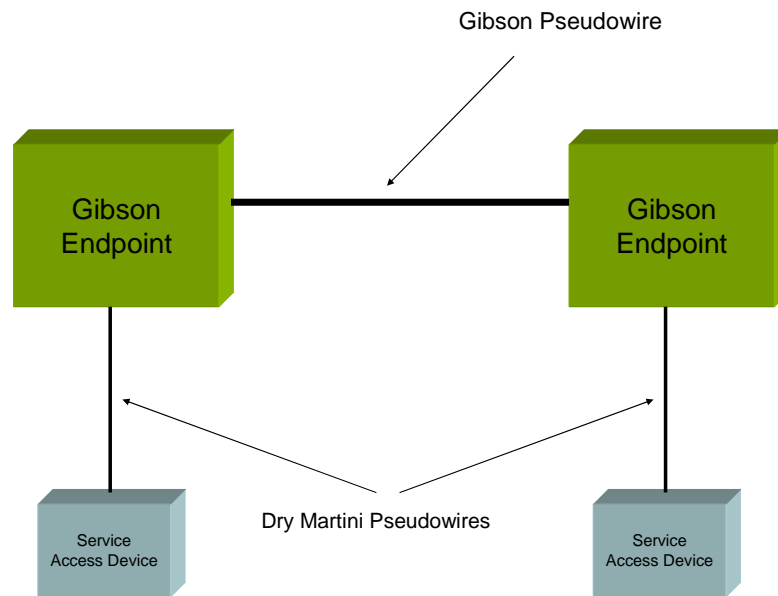 Gibson Pseudowire
Gibson
Endpoint
Gibson
Endpoint
Dry Martini Pseudowires
Service
Access Device
Service
Access Device